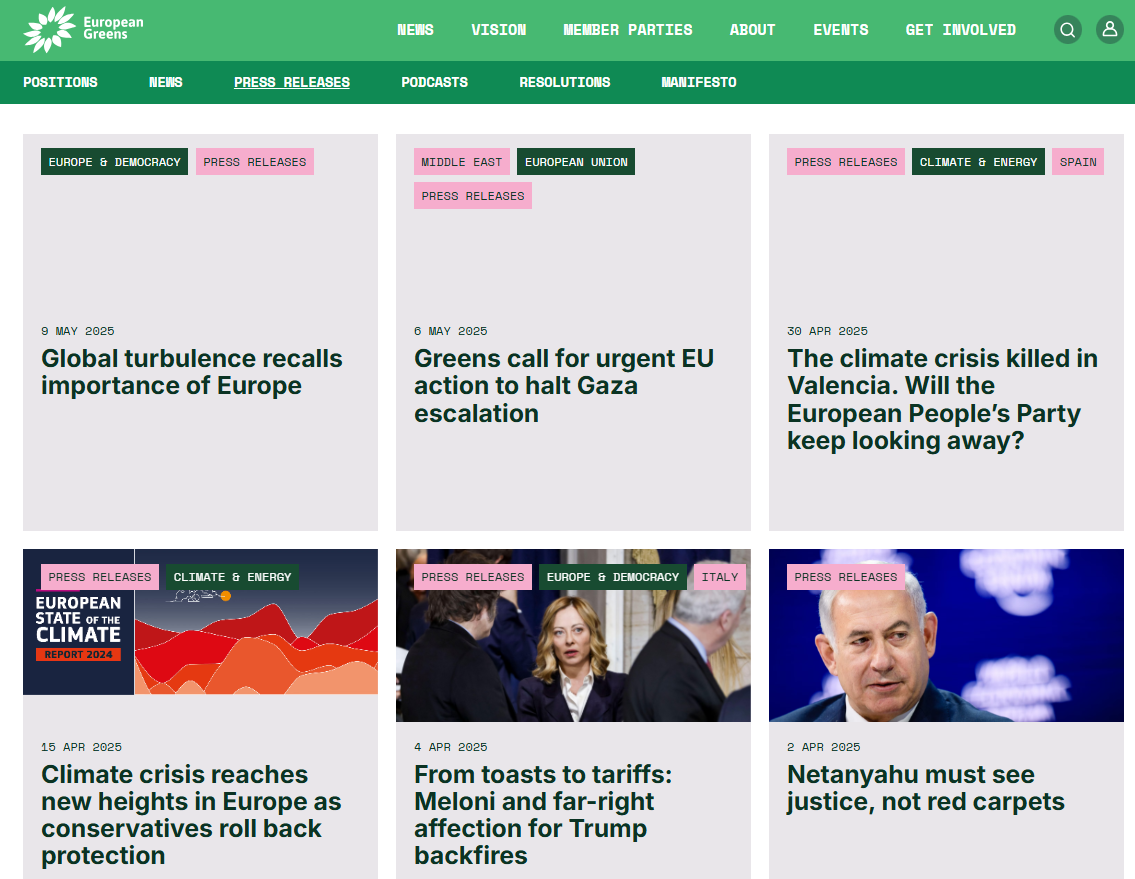 European
Greens
NEWS VISION MEMBER PARTIES ABOUT EVENTS GET INVOLVED
POSITIONS NEWS PRESS RELEASES PODCASTS RESOLUTIONS MANIFESTO
EUROPE & DEMOCRACY PRESS RELEASES
9 MAY 2025
Global turbulence recalls
importance of Europe
MIDDLE EAST EUROPEAN UNION
PRESS RELEASES
6 MAY 2025
Greens call for urgent EU
action to halt Gaza
escalation
PRESS RELEASES CLIMATE & ENERGY SPAIN
30 APR 2025
The climate crisis killed in
Valencia. Will the
European People’s Party
keep looking away?
PRESS RELEASES CLIMATE & ENERGY
EUROPEAN
STATE OF THE
CLIMATE
REPORT 2024
15 APR 2025
Climate crisis reaches
new heights in Europe as
conservatives roll back
protection
PRESS RELEASES EUROPE & DEMOCRACY ITALY
4 APR 2025
From toasts to tariffs:
Meloni and far-right
affection for Trump
backfires
PRESS RELEASES
2 APR 2025
Netanyahu must see
justice, not red carpets